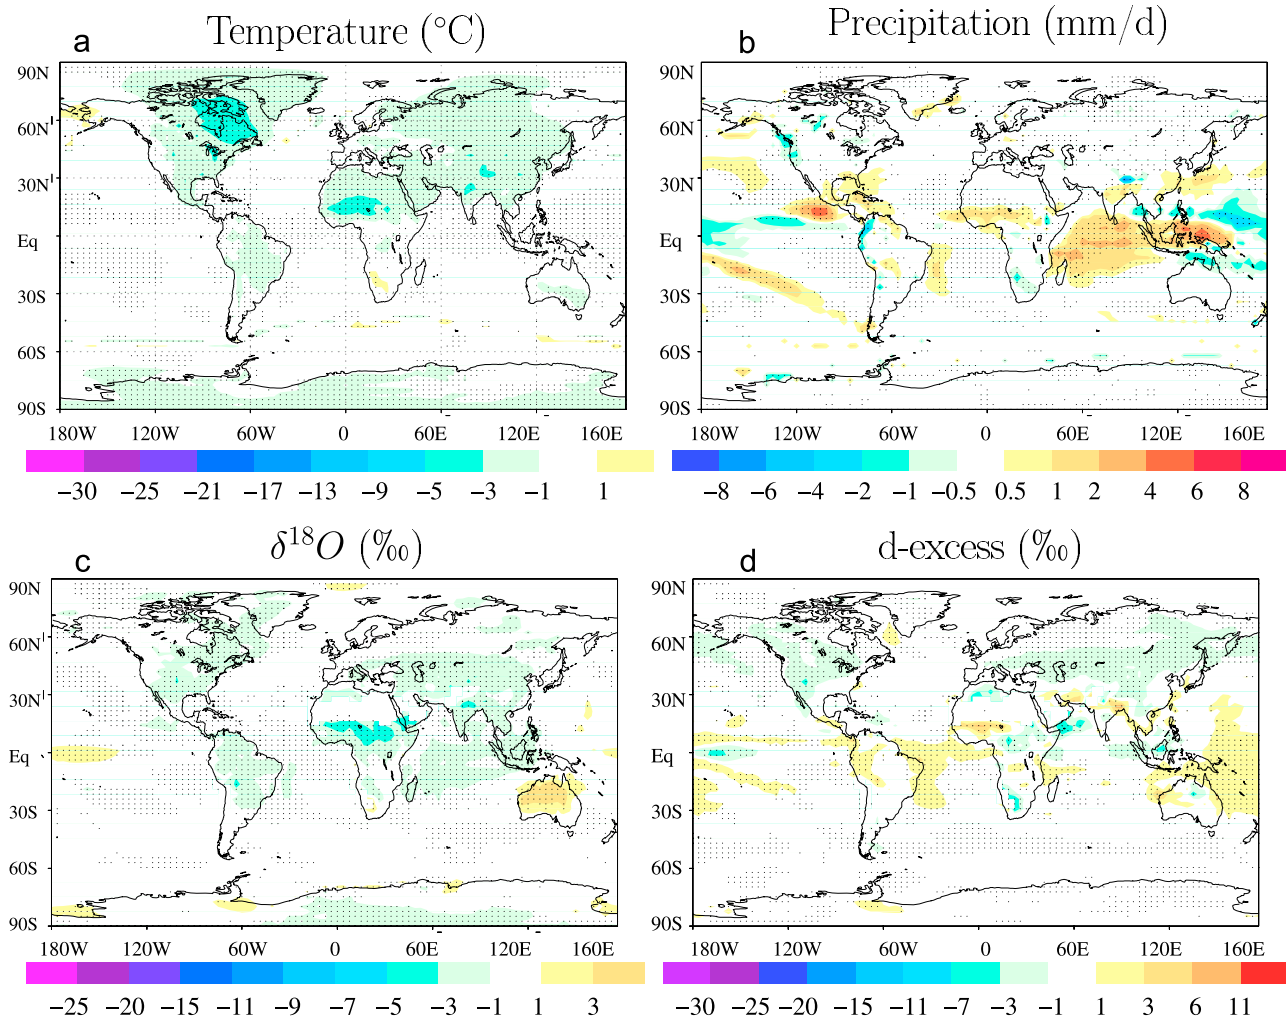 a
Temperature (°C)
b
Precipitation (mm/d)
90N
60N
30N
Eq
30S
60S
90S
180W 120W 60W 0 60E 120E 160E
−30 −25 −21 −17 −13 −9 −5 −3 −1 1
90N
60N
30N
Eq
30S
60S
90S
180W 120W 60W 0 60E 120E 160E
−8 −6 −4 −2 −1 −0.5 0.5 1 2 4 6 8
c
δ¹⁸O (‰)
d
d-excess (‰)
90N
60N
30N
Eq
30S
60S
90S
180W 120W 60W 0 60E 120E 160E
−25 −20 −15 −11 −9 −7 −5 −3 −1 1 3
90N
60N
30N
Eq
30S
60S
90S
180W 120W 60W 0 60E 120E 160E
−30 −25 −20 −15 −11 −7 −3 −1 1 3 6 11